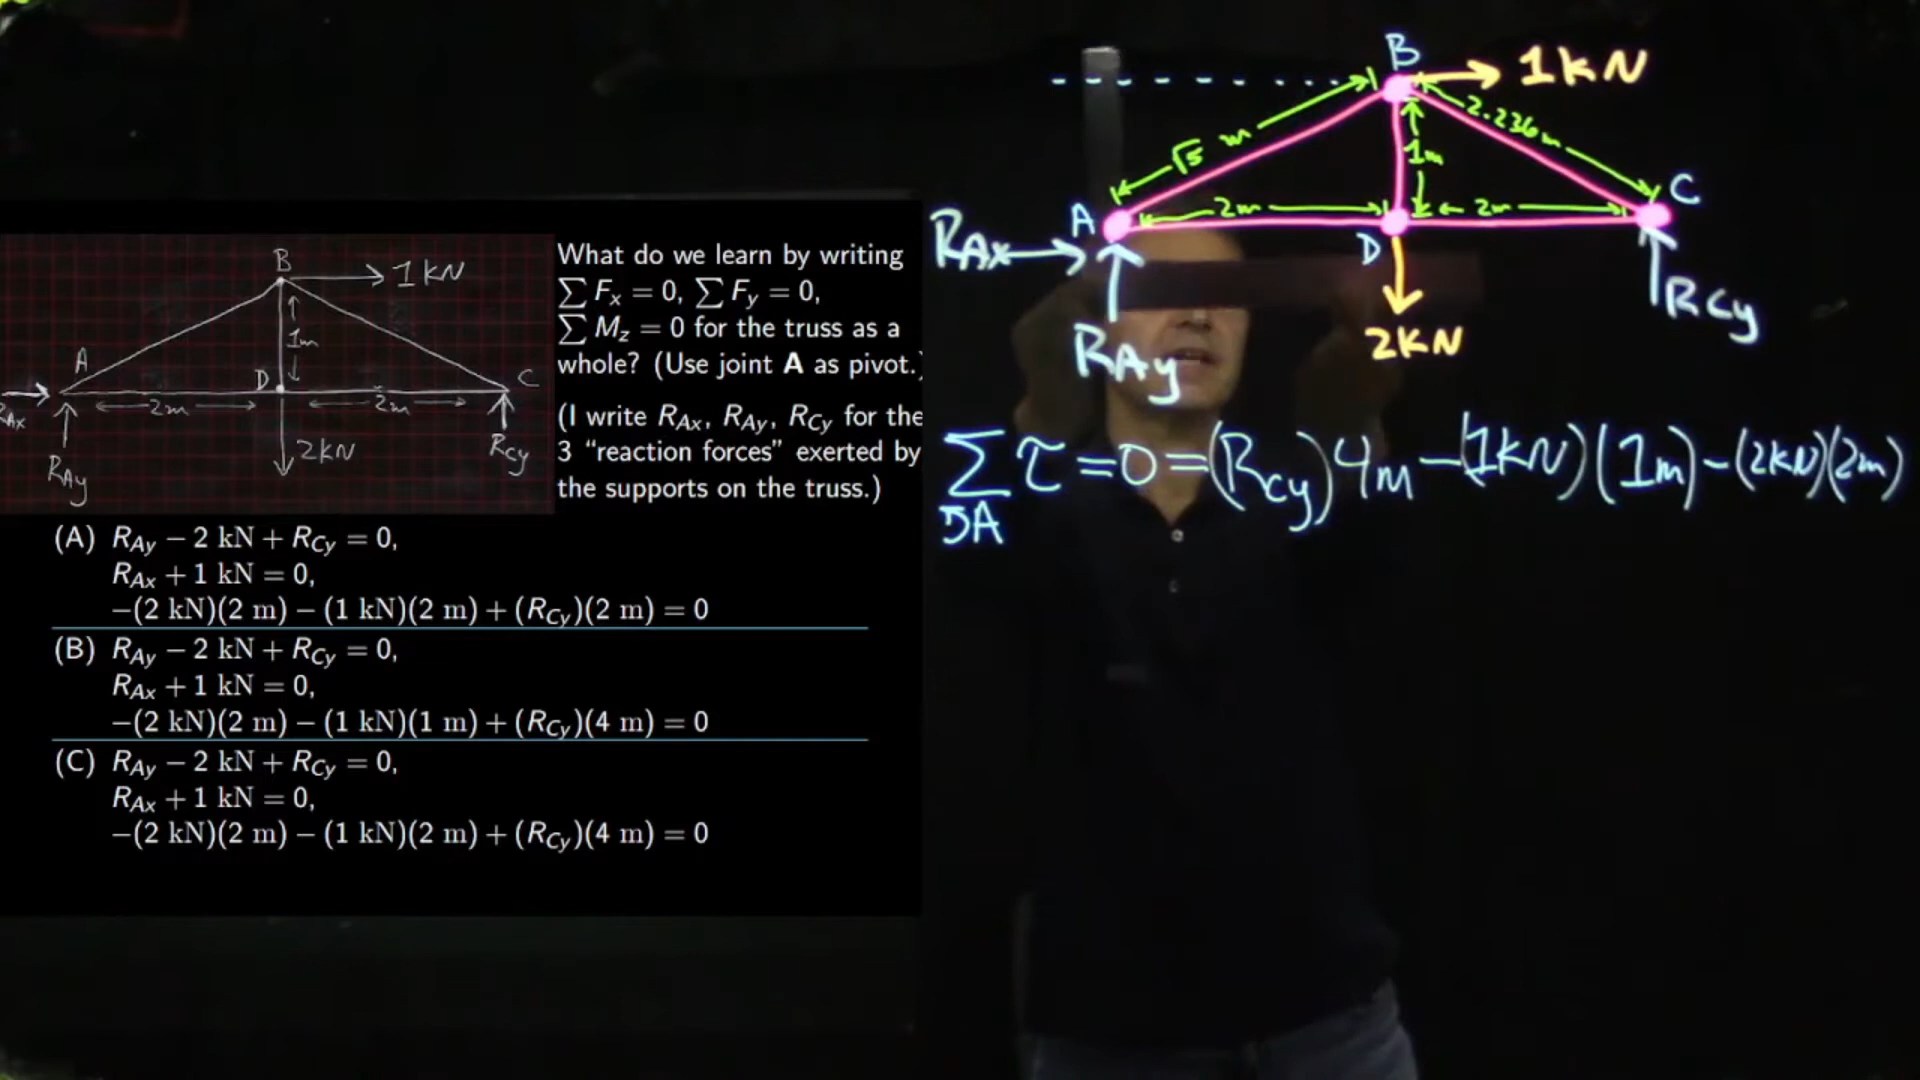 B
1kN
1m
A
D
C
2m
2m
RAx
RAy
2kN
RCy
What do we learn by writing
∑ Fx = 0, ∑ Fy = 0,
∑ Mz = 0 for the truss as a
whole? (Use joint A as pivot.)
(I write RAx, RAy, RCy for the
3 “reaction forces” exerted by
the supports on the truss.)
(A) RAy − 2 kN + RCy = 0,
RAx + 1 kN = 0,
−(2 kN)(2 m) − (1 kN)(2 m) + (RCy)(2 m) = 0
(B) RAy − 2 kN + RCy = 0,
RAx + 1 kN = 0,
−(2 kN)(2 m) − (1 kN)(1 m) + (RCy)(4 m) = 0
(C) RAy − 2 kN + RCy = 0,
RAx + 1 kN = 0,
−(2 kN)(2 m) − (1 kN)(2 m) + (RCy)(4 m) = 0
B
1kN
√5 m
2.236m
1m
A
2m
2m
C
D
RAx
RAy
2kN
RCy
∑ τ = 0 = (RCy)4m − (1kN)(1m) − (2kN)(2m)
A